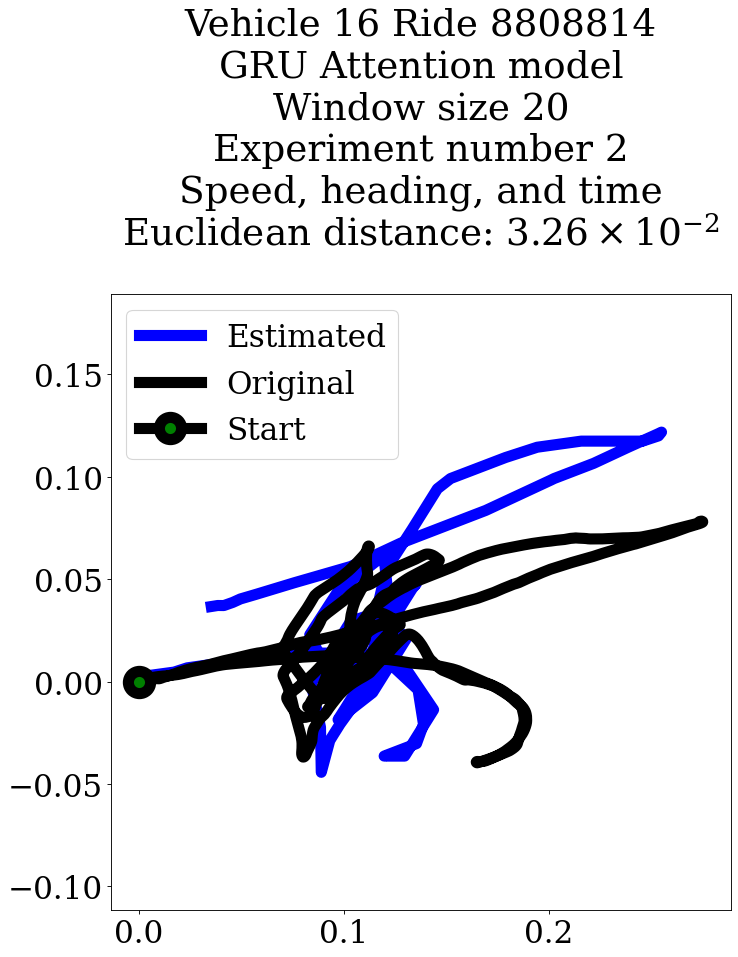 Vehicle 16 Ride 8808814
GRU Attention model
Window size 20
Experiment number 2
Speed, heading, and time
Euclidean distance: 3.26 × 10⁻²
Estimated
Original
Start
0.15
0.10
0.05
0.00
−0.05
−0.10
0.0 0.1 0.2